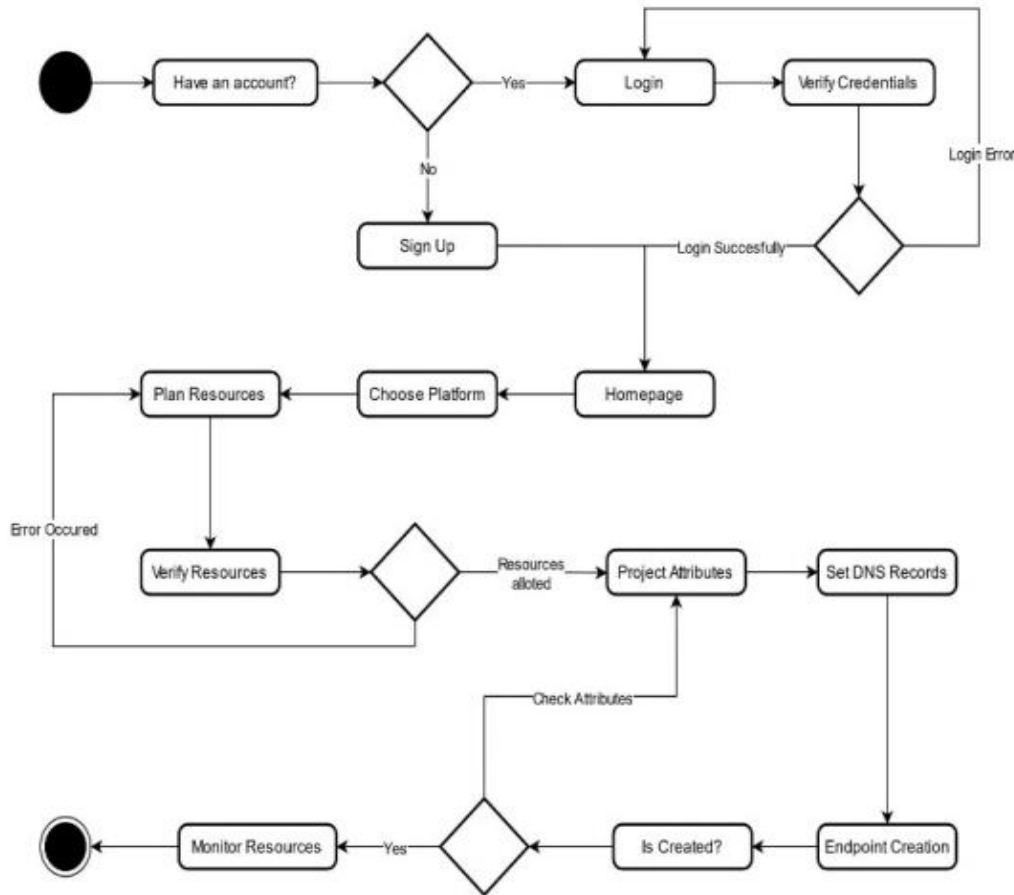 Have an account?
Yes
Login
Verify Credentials
Login Error
No
Sign Up
Login Succesfully
Plan Resources
Choose Platform
Homepage
Error Occured
Verify Resources
Resources
alloted
Project Attributes
Set DNS Records
Check Attributes
Monitor Resources
Yes
Is Created?
Endpoint Creation